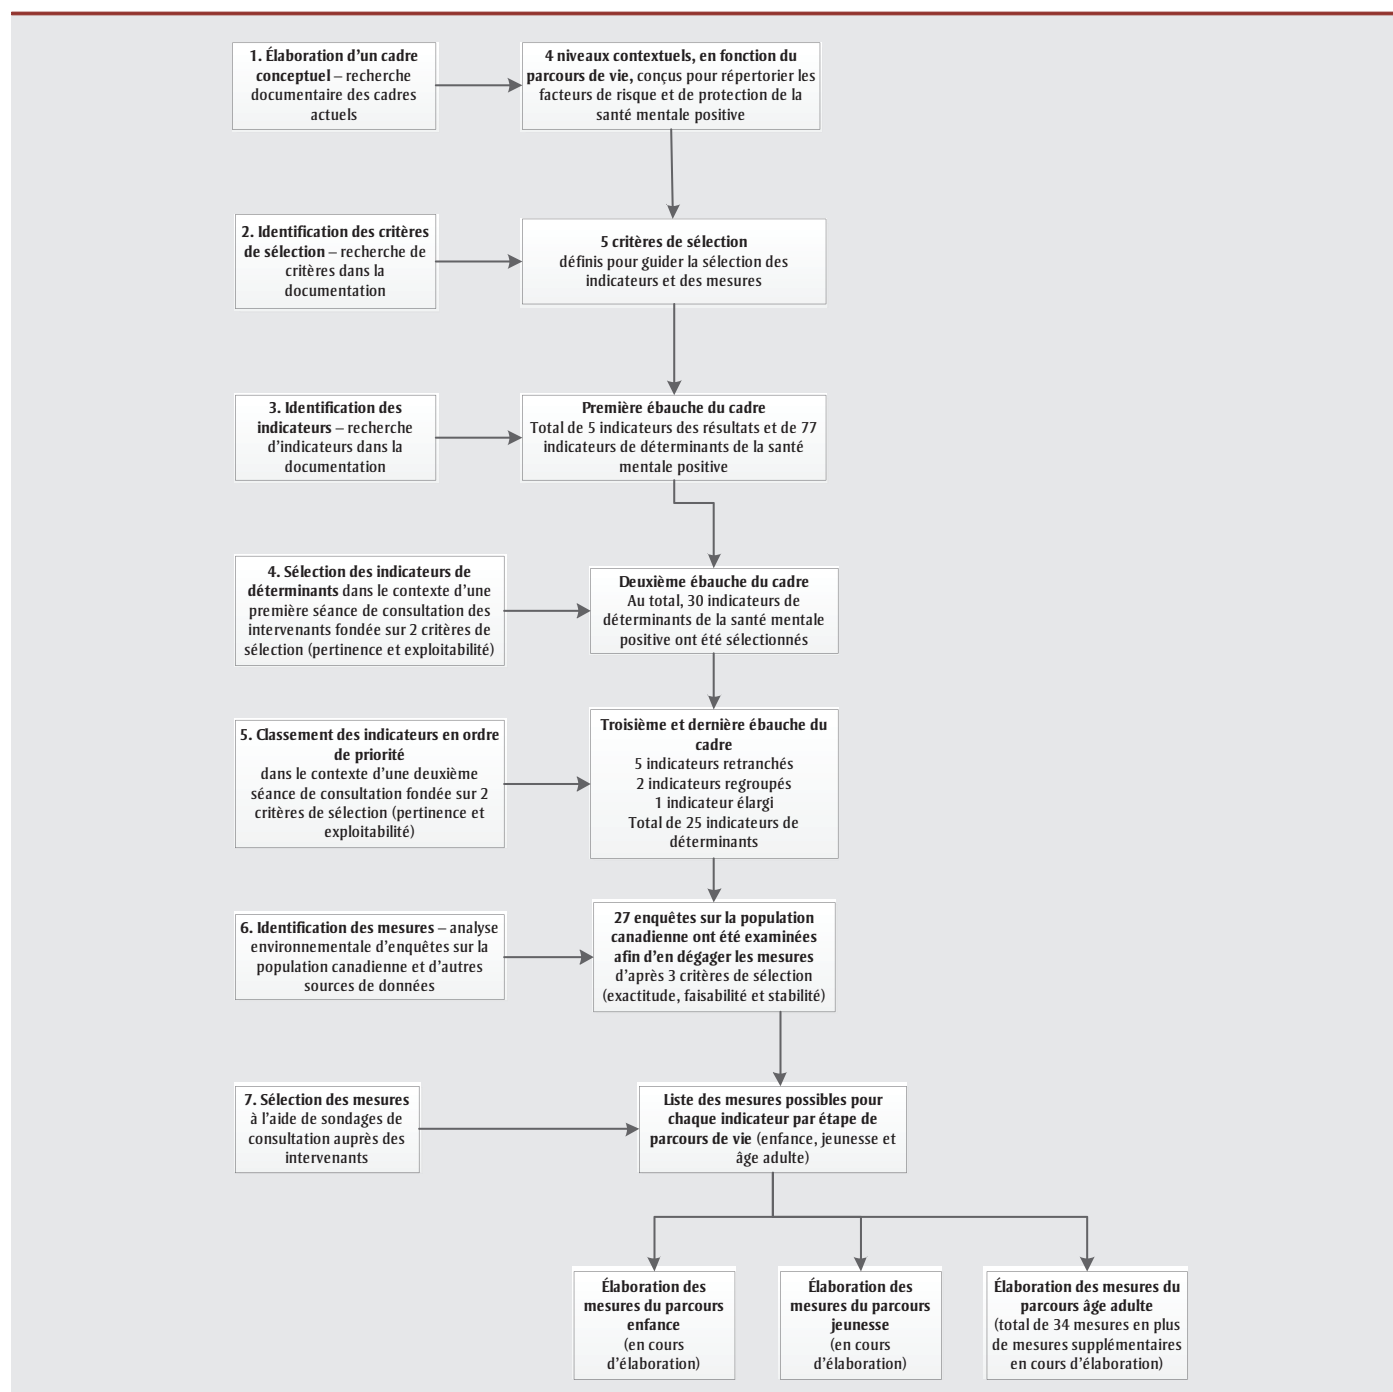 1. Élaboration d'un cadre
conceptuel – recherche
documentaire des cadres
actuels
4 niveaux contextuels, en fonction du
parcours de vie, conçus pour répertorier les
facteurs de risque et de protection de la
santé mentale positive
2. Identification des critères
de sélection – recherche de
critères dans la
documentation
5 critères de sélection
définis pour guider la sélection des
indicateurs et des mesures
3. Identification des
indicateurs – recherche
d'indicateurs dans la
documentation
Première ébauche du cadre
Total de 5 indicateurs des résultats et de 77
indicateurs de déterminants de la santé
mentale positive
4. Sélection des indicateurs de
déterminants dans le contexte d'une
première séance de consultation des
intervenants fondée sur 2 critères de
sélection (pertinence et exploitabilité)
Deuxième ébauche du cadre
Au total, 30 indicateurs de
déterminants de la santé mentale
positive ont été sélectionnés
5. Classement des indicateurs en ordre
de priorité
dans le contexte d'une deuxième
séance de consultation fondée sur 2
critères de sélection (pertinence et
exploitabilité)
Troisième et dernière ébauche du
cadre
5 indicateurs retranchés
2 indicateurs regroupés
1 indicateur élargi
Total de 25 indicateurs de
déterminants
6. Identification des mesures – analyse
environnementale d'enquêtes sur la
population canadienne et d'autres
sources de données
27 enquêtes sur la population
canadienne ont été examinées
afin d'en dégager les mesures
d'après 3 critères de sélection
(exactitude, faisabilité et stabilité)
7. Sélection des mesures
à l'aide de sondages de
consultation auprès des
intervenants
Liste des mesures possibles pour
chaque indicateur par étape de
parcours de vie (enfance, jeunesse et
âge adulte)
Élaboration des
mesures du parcours
enfance
(en cours
d'élaboration)
Élaboration des
mesures du parcours
jeunesse
(en cours
d'élaboration)
Élaboration des mesures du
parcours âge adulte
(total de 34 mesures en plus
de mesures supplémentaires
en cours d'élaboration)